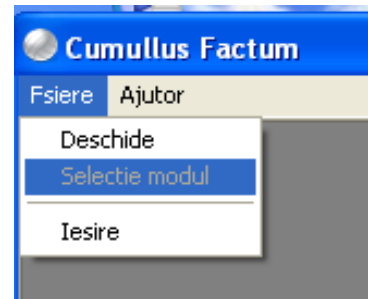 Cumullus Factum
Fsiere Ajutor
Deschide
Selectie modul
Iesire